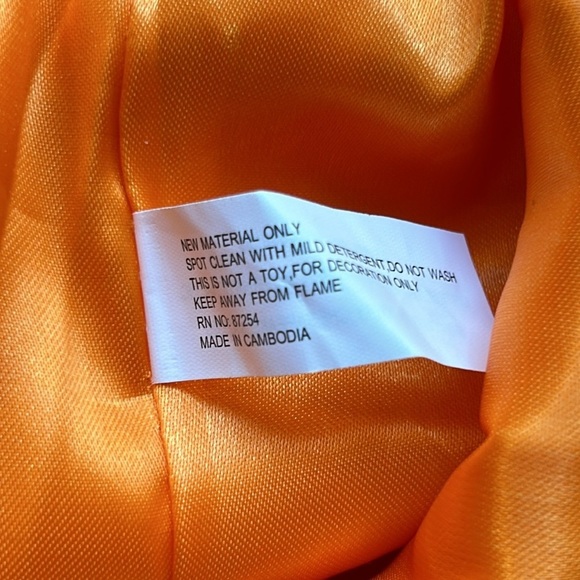 NEW MATERIAL ONLY
SPOT CLEAN WITH MILD DETERGENT,DO NOT WASH
THIS IS NOT A TOY,FOR DECORATION ONLY
KEEP AWAY FROM FLAME
RN NO: 87254
MADE IN CAMBODIA